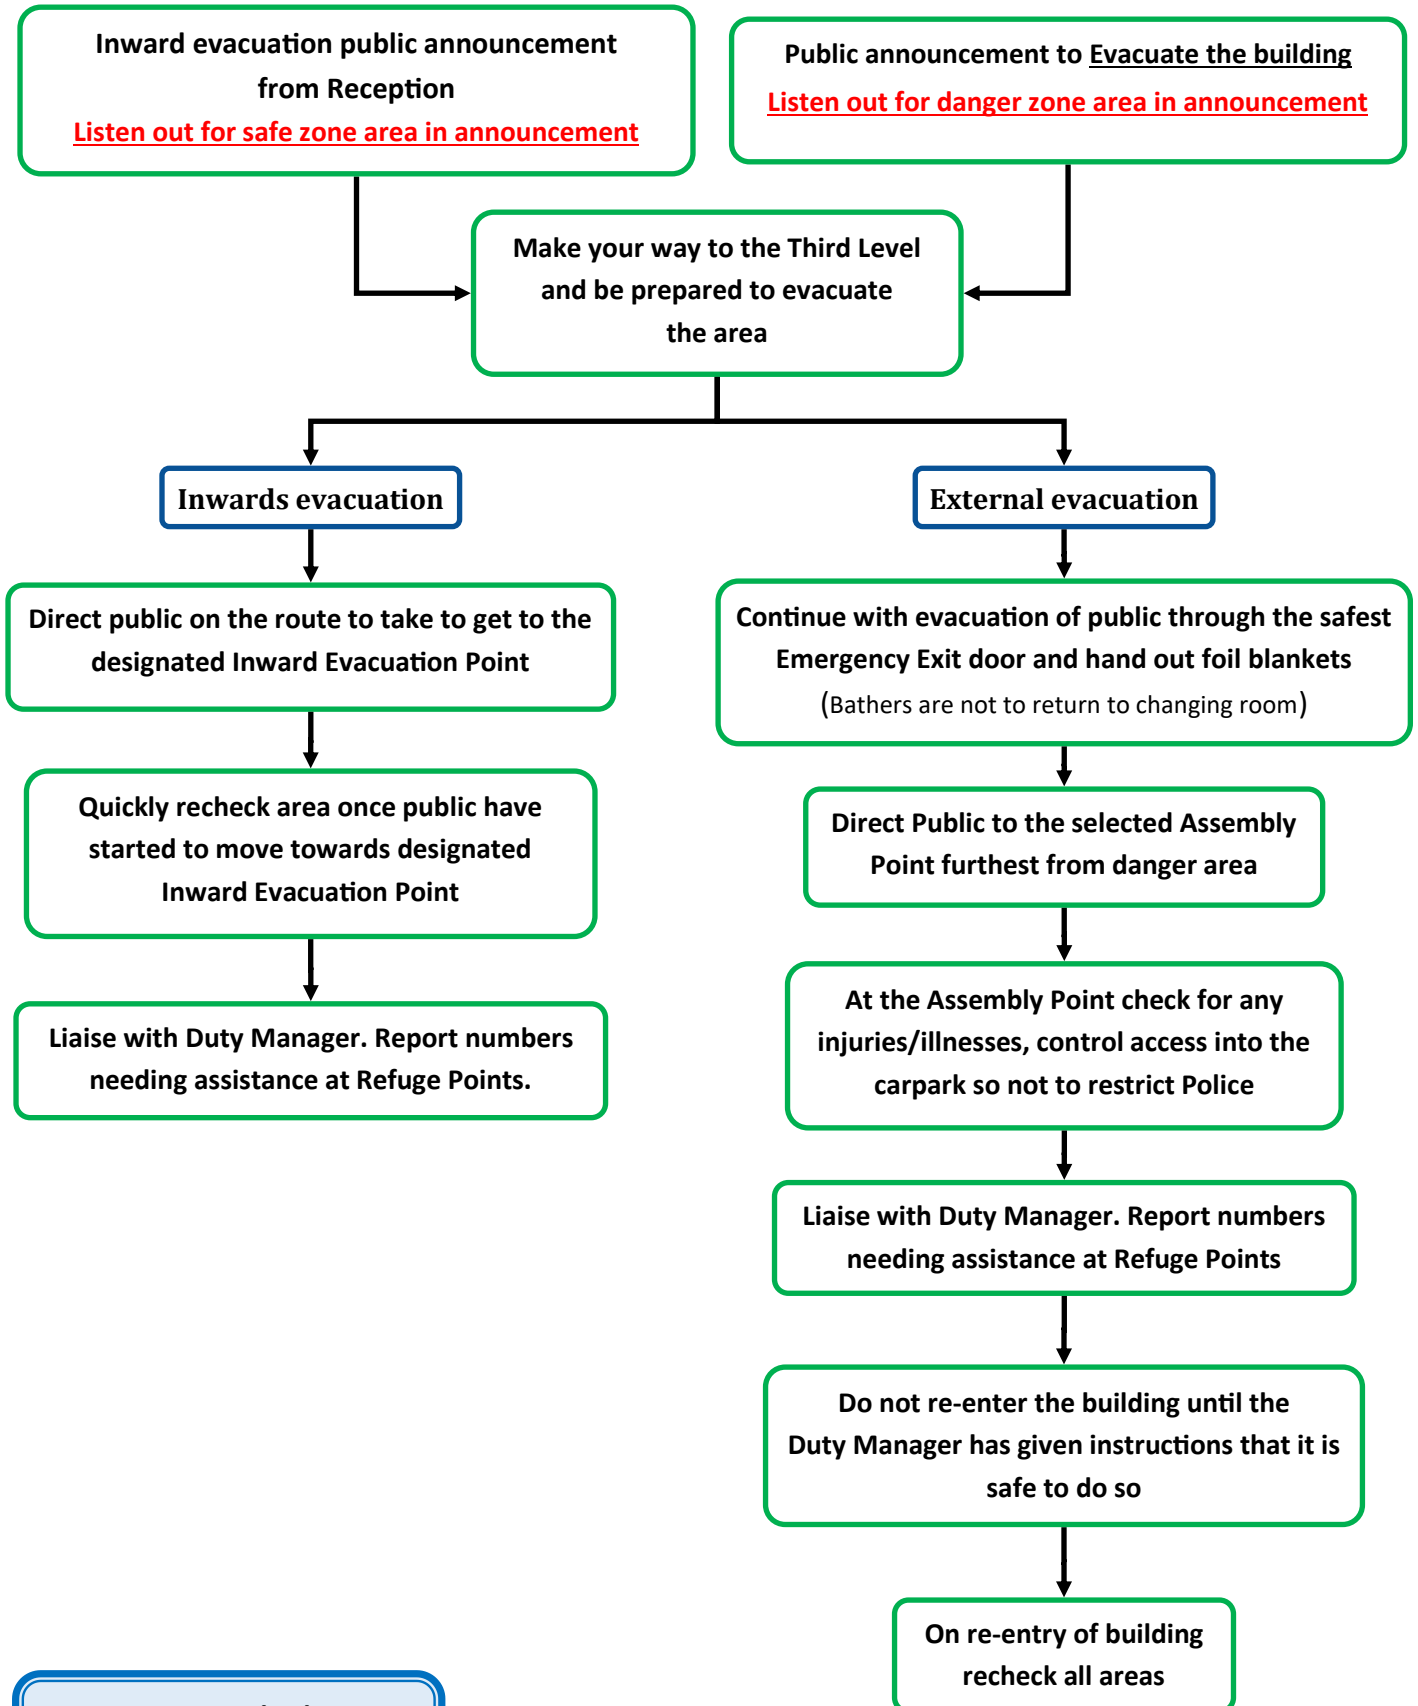 Inward evacuation public announcement
from Reception
Listen out for safe zone area in announcement
Public announcement to Evacuate the building
Listen out for danger zone area in announcement
Make your way to the Third Level
and be prepared to evacuate
the area
Inwards evacuation
External evacuation
Direct public on the route to take to get to the
designated Inward Evacuation Point
Quickly recheck area once public have
started to move towards designated
Inward Evacuation Point
Liaise with Duty Manager. Report numbers
needing assistance at Refuge Points.
Continue with evacuation of public through the safest
Emergency Exit door and hand out foil blankets
(Bathers are not to return to changing room)
Direct Public to the selected Assembly
Point furthest from danger area
At the Assembly Point check for any
injuries/illnesses, control access into the
carpark so not to restrict Police
Liaise with Duty Manager. Report numbers
needing assistance at Refuge Points
Do not re-enter the building until the
Duty Manager has given instructions that it is
safe to do so
On re-entry of building
recheck all areas